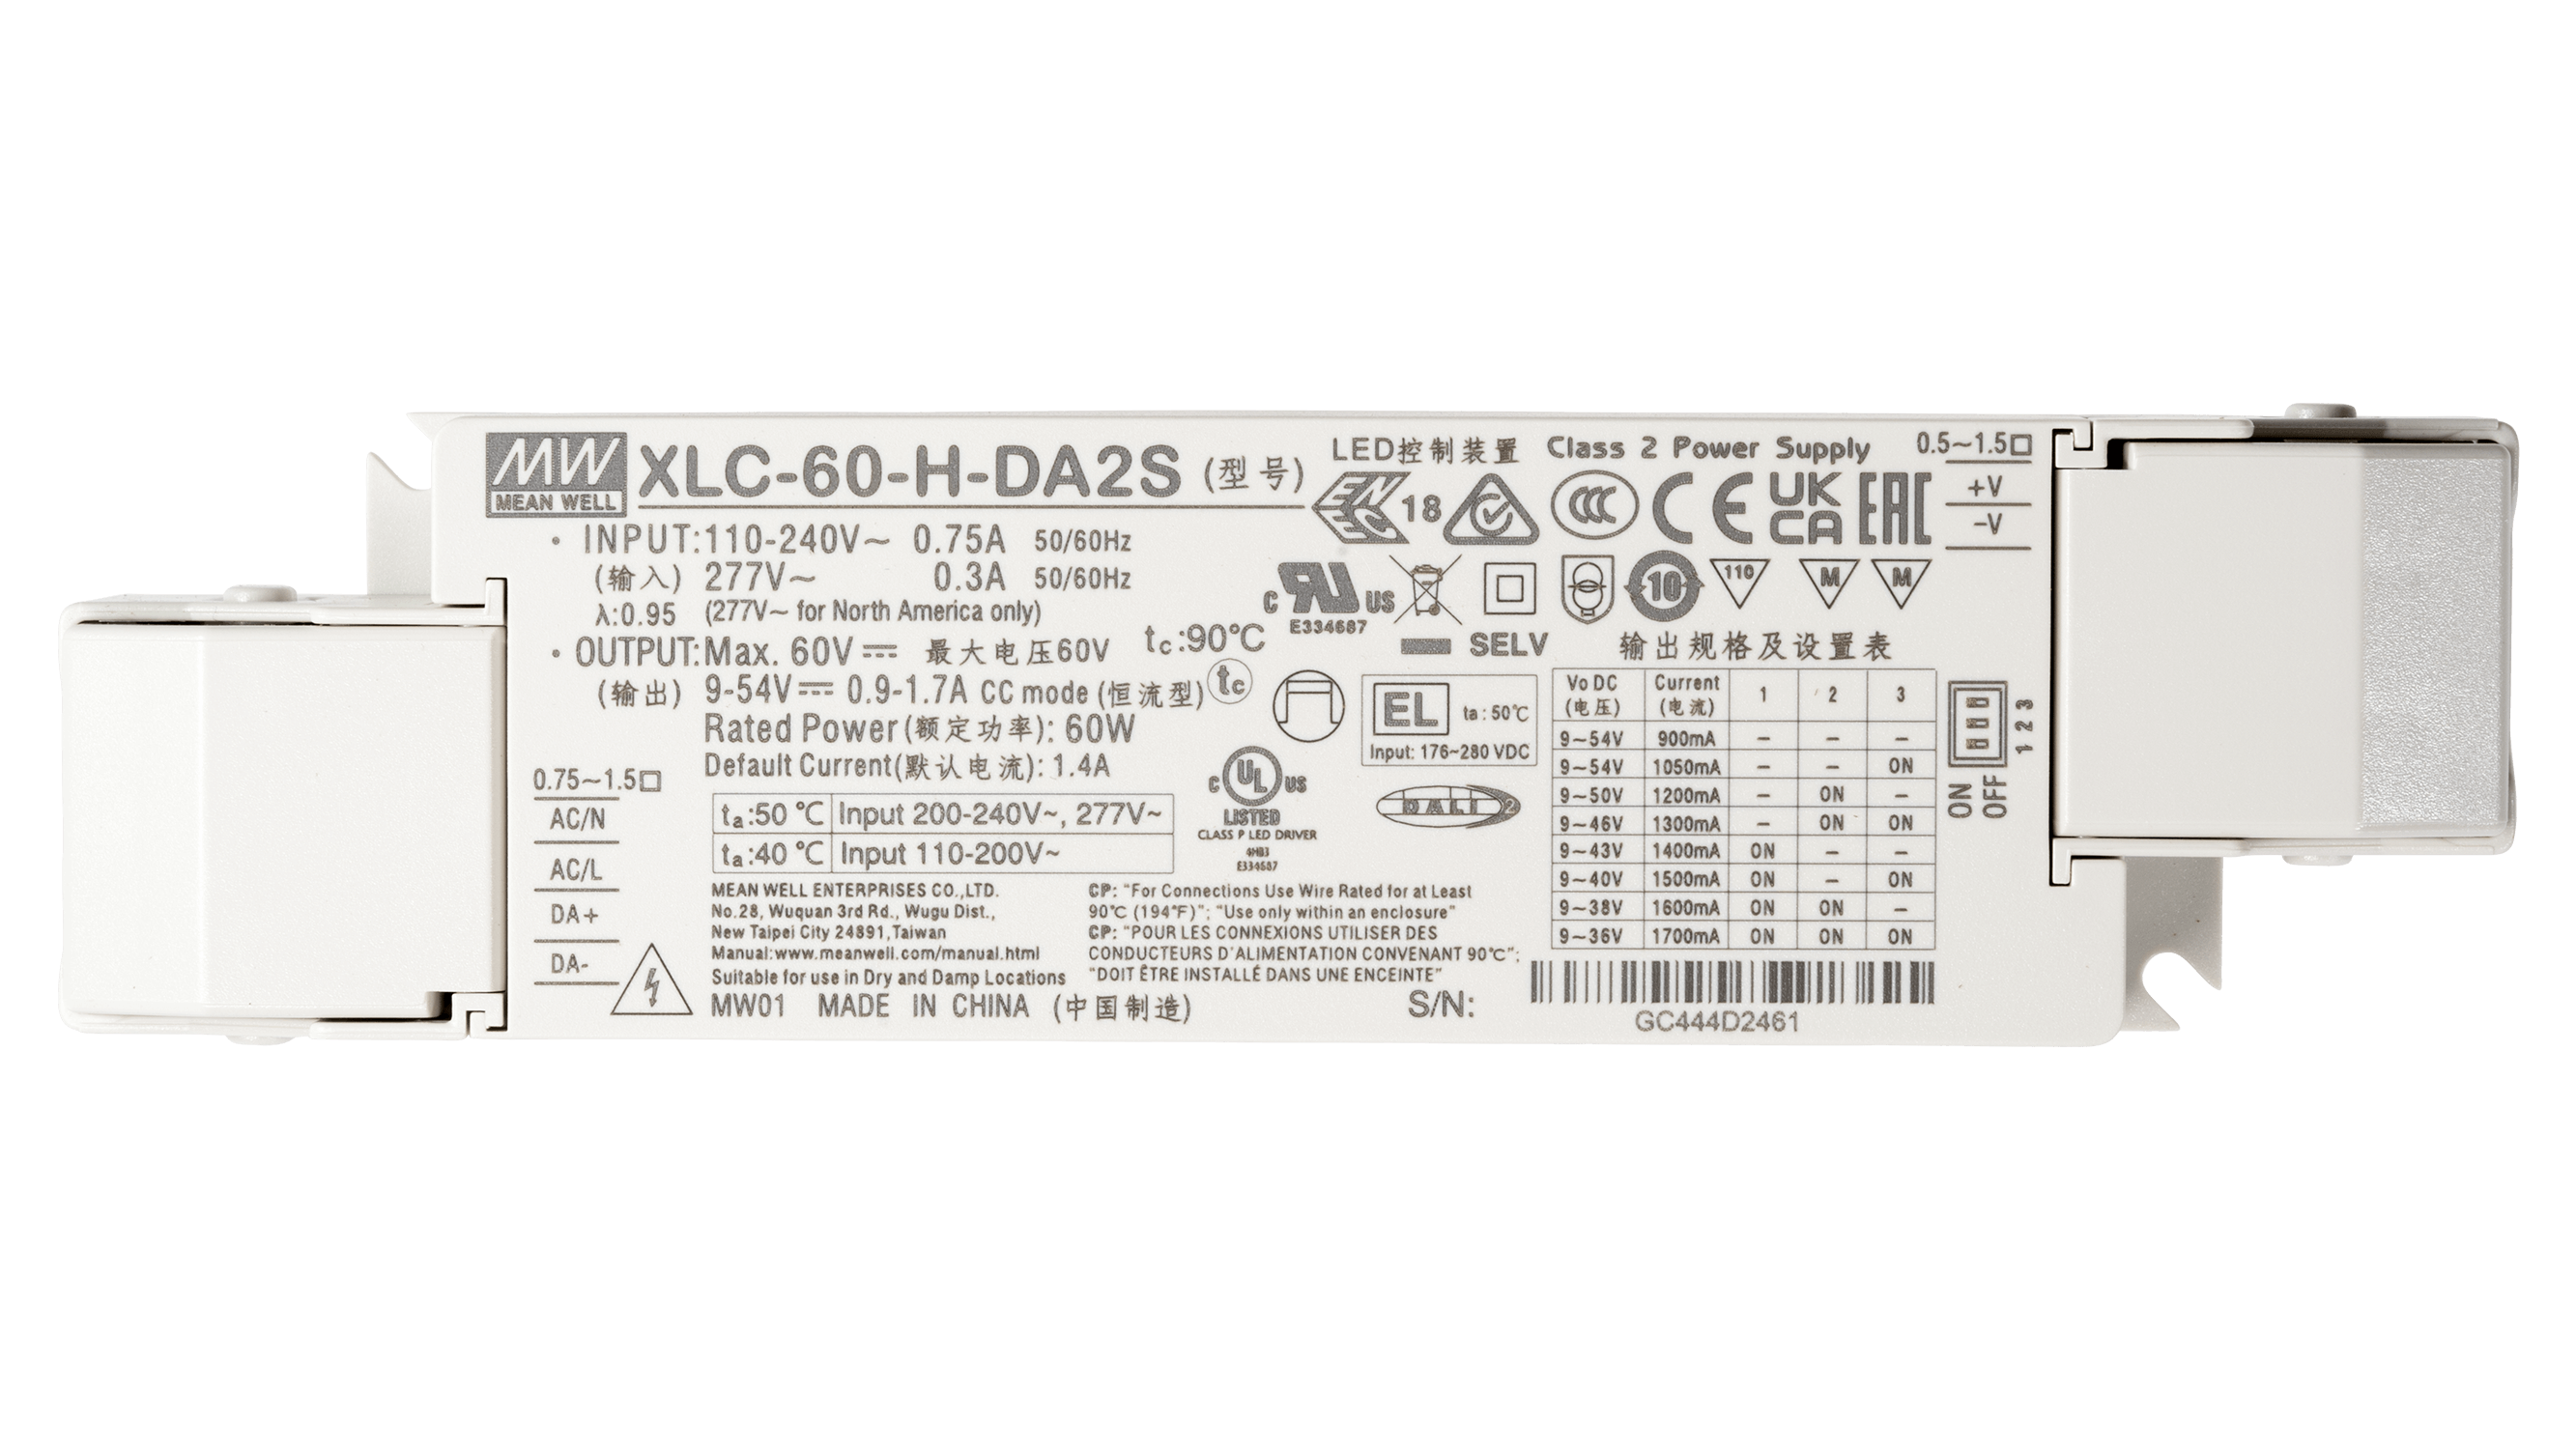 MW
MEAN WELL
XLC-60-H-DA2S (型号)
INPUT:110-240V~ 0.75A 50/60Hz
(输入) 277V~ 0.3A 50/60Hz
λ:0.95 (277V~ for North America only)
OUTPUT:Max. 60V⎓ 最大电压60V
(输出) 9-54V⎓ 0.9-1.7A CC mode (恒流型)
Rated Power(额定功率): 60W
Default Current(默认电流): 1.4A
tc:90℃
tc
ta:50 ℃ Input 200-240V~, 277V~
ta:40 ℃ Input 110-200V~
0.75~1.5□
AC/N
AC/L
DA+
DA-
MEAN WELL ENTERPRISES CO.,LTD.
No.28, Wuquan 3rd Rd., Wugu Dist.,
New Taipei City 24891,Taiwan
Manual:www.meanwell.com/manual.html
Suitable for use in Dry and Damp Locations
MW01 MADE IN CHINA (中国制造)
LED控制装置 Class 2 Power Supply
ENEC 18
CCC
CE
UK
CA
EAC
c RU US
E334687
10
110
M
M
SELV
EL ta:50℃
Input: 176~280 VDC
c UL US
LISTED
CLASS P LED DRIVER
4HB3
E334687
DALI 2
CP: "For Connections Use Wire Rated for at Least
90℃ (194℉)"; "Use only within an enclosure"
CP: "POUR LES CONNEXIONS UTILISER DES
CONDUCTEURS D'ALIMENTATION CONVENANT 90℃";
"DOIT ÊTRE INSTALLÉ DANS UNE ENCEINTE"
输出规格及设置表
Vo DC (电压) Current (电流) 1 2 3
9~54V 900mA – – –
9~54V 1050mA – – ON
9~50V 1200mA – ON –
9~46V 1300mA – ON ON
9~43V 1400mA ON – –
9~40V 1500mA ON – ON
9~38V 1600mA ON ON –
9~36V 1700mA ON ON ON
S/N:
GC444D2461
0.5~1.5□
+V
-V
1 2 3
ON
OFF